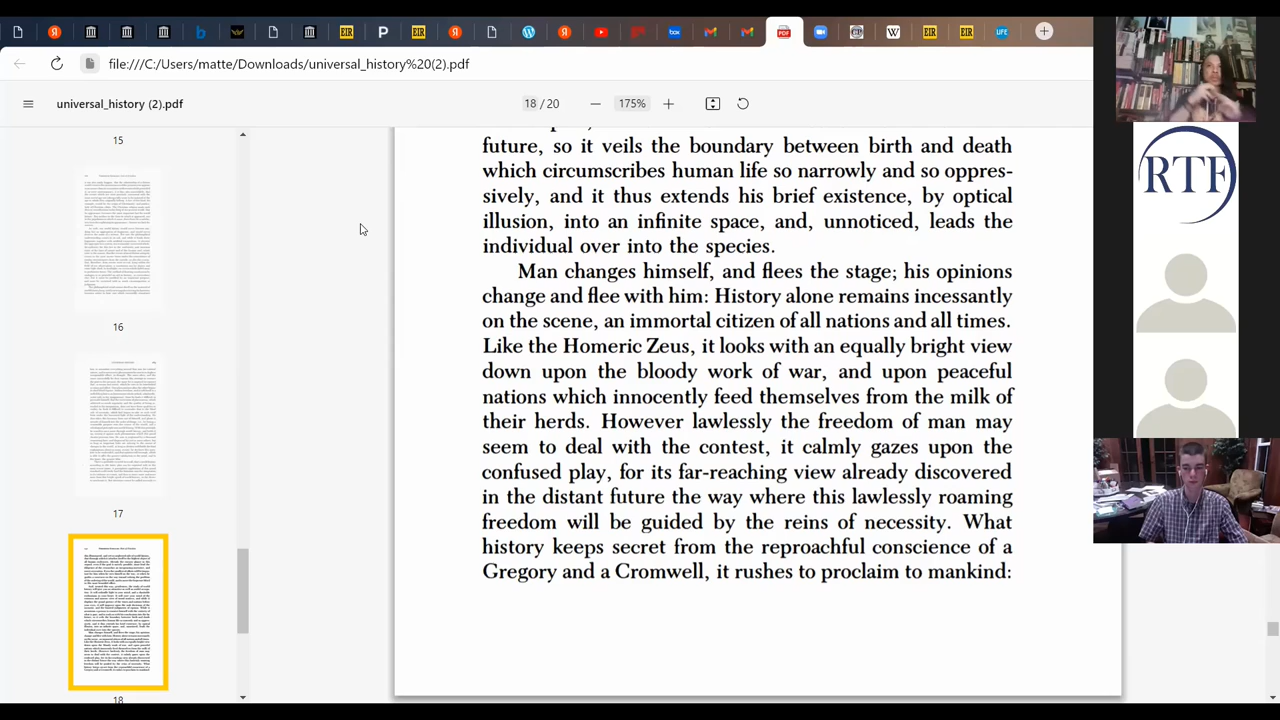 EIR
P
EIR
box
PDF
W
EIR
EIR
LIFE
file:///C:/Users/matte/Downloads/universal_history%20(2).pdf
universal_history (2).pdf
18 / 20
175%
15
16
17
18
future, so it veils the boundary between birth and death
which circumscribes human life so narrowly and so oppres-
sively, and it thus extends his brief existence, by optical
illusion, into an infinite space, and, unnoticed, leads the
individual over into the species.
Man changes himself, and flees the stage; his opinions
change and flee with him: History alone remains incessantly
on the scene, an immortal citizen of all nations and all times.
Like the Homeric Zeus, it looks with an equally bright view
down upon the bloody work of war, and upon peaceful
nations which innocently feed themselves from the milk of
their herds. However lawlessly the freedom of man may
seem to deal with the contest, it calmly gazes upon the
confused play, for its far-reaching view already discovered
in the distant future the way where this lawlessly roaming
freedom will be guided by the reins of necessity. What
history keeps secret from the reproachful conscience of a
Gregory and a Cromwell, it rushes to proclaim to mankind:
RTF